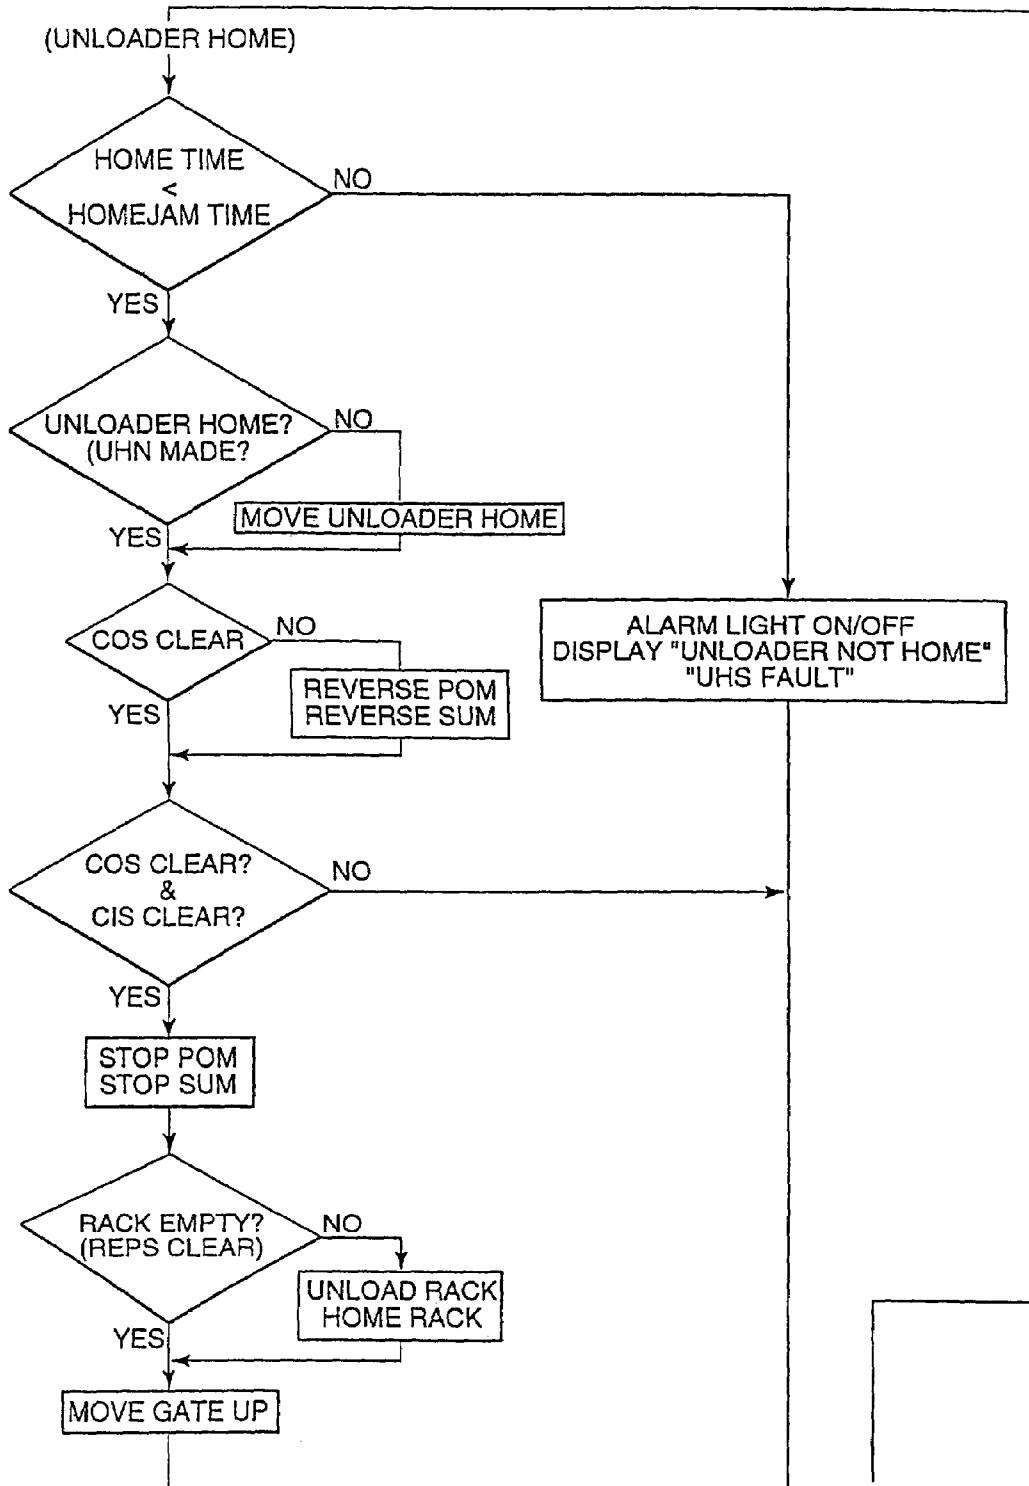 (UNLOADER HOME)
HOME TIME
<
HOMEJAM TIME
NO
YES
UNLOADER HOME?
(UHN MADE?
NO
MOVE UNLOADER HOME
YES
COS CLEAR
NO
REVERSE POM
REVERSE SUM
YES
ALARM LIGHT ON/OFF
DISPLAY "UNLOADER NOT HOME"
"UHS FAULT"
COS CLEAR?
&
CIS CLEAR?
NO
YES
STOP POM
STOP SUM
RACK EMPTY?
(REPS CLEAR)
NO
UNLOAD RACK
HOME RACK
YES
MOVE GATE UP